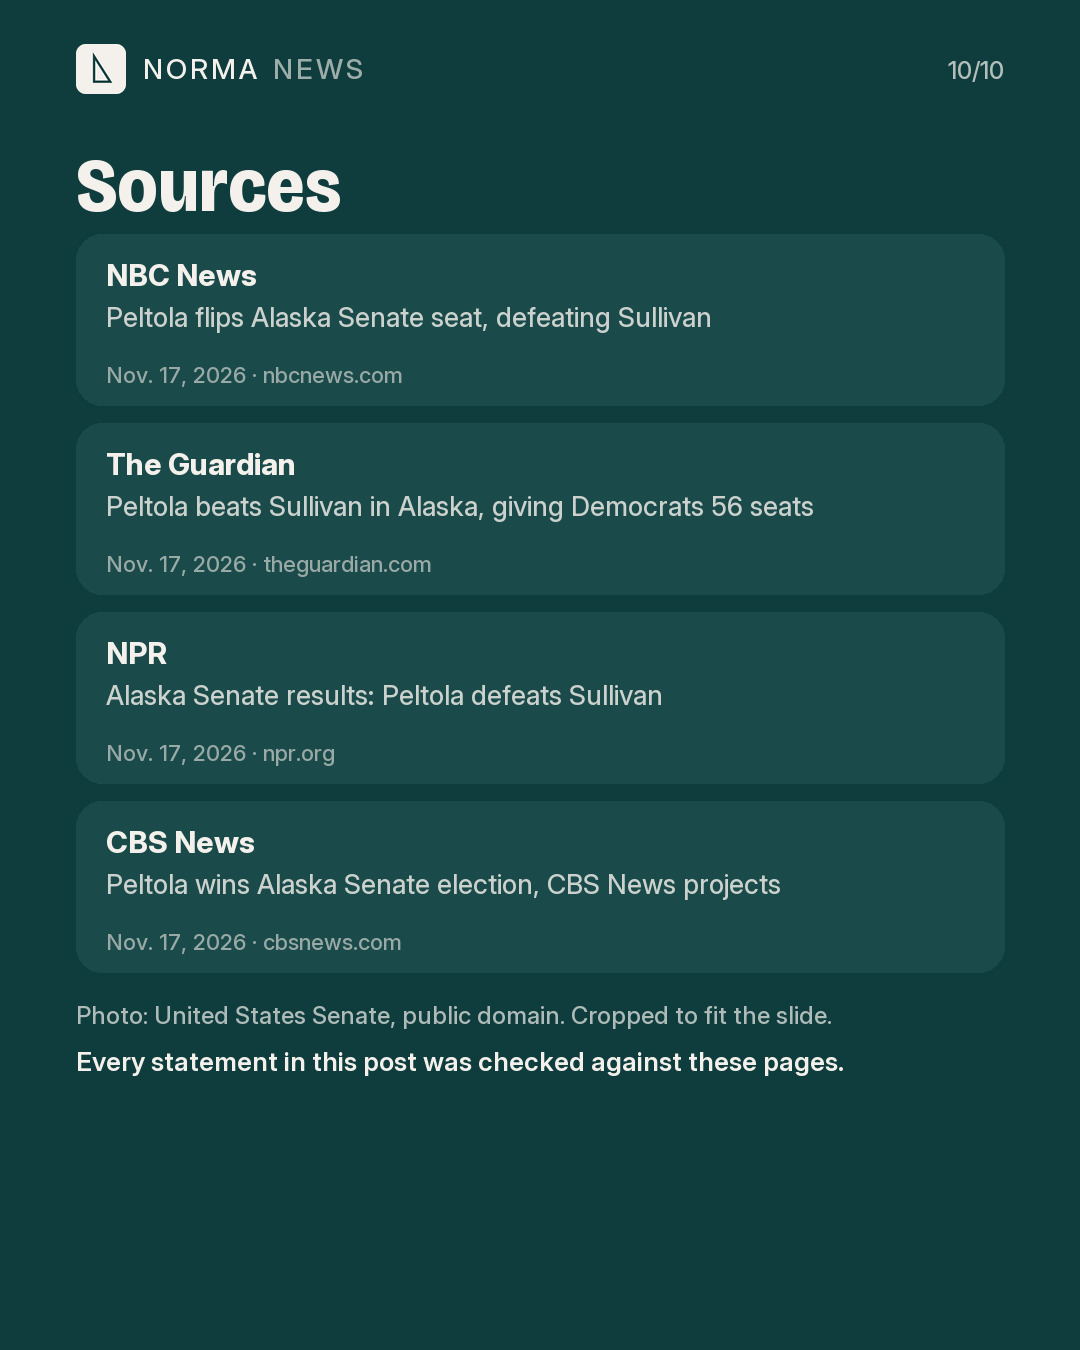 NORMA NEWS
10/10
Sources
NBC News
Peltola flips Alaska Senate seat, defeating Sullivan
Nov. 17, 2026 · nbcnews.com
The Guardian
Peltola beats Sullivan in Alaska, giving Democrats 56 seats
Nov. 17, 2026 · theguardian.com
NPR
Alaska Senate results: Peltola defeats Sullivan
Nov. 17, 2026 · npr.org
CBS News
Peltola wins Alaska Senate election, CBS News projects
Nov. 17, 2026 · cbsnews.com
Photo: United States Senate, public domain. Cropped to fit the slide.
Every statement in this post was checked against these pages.